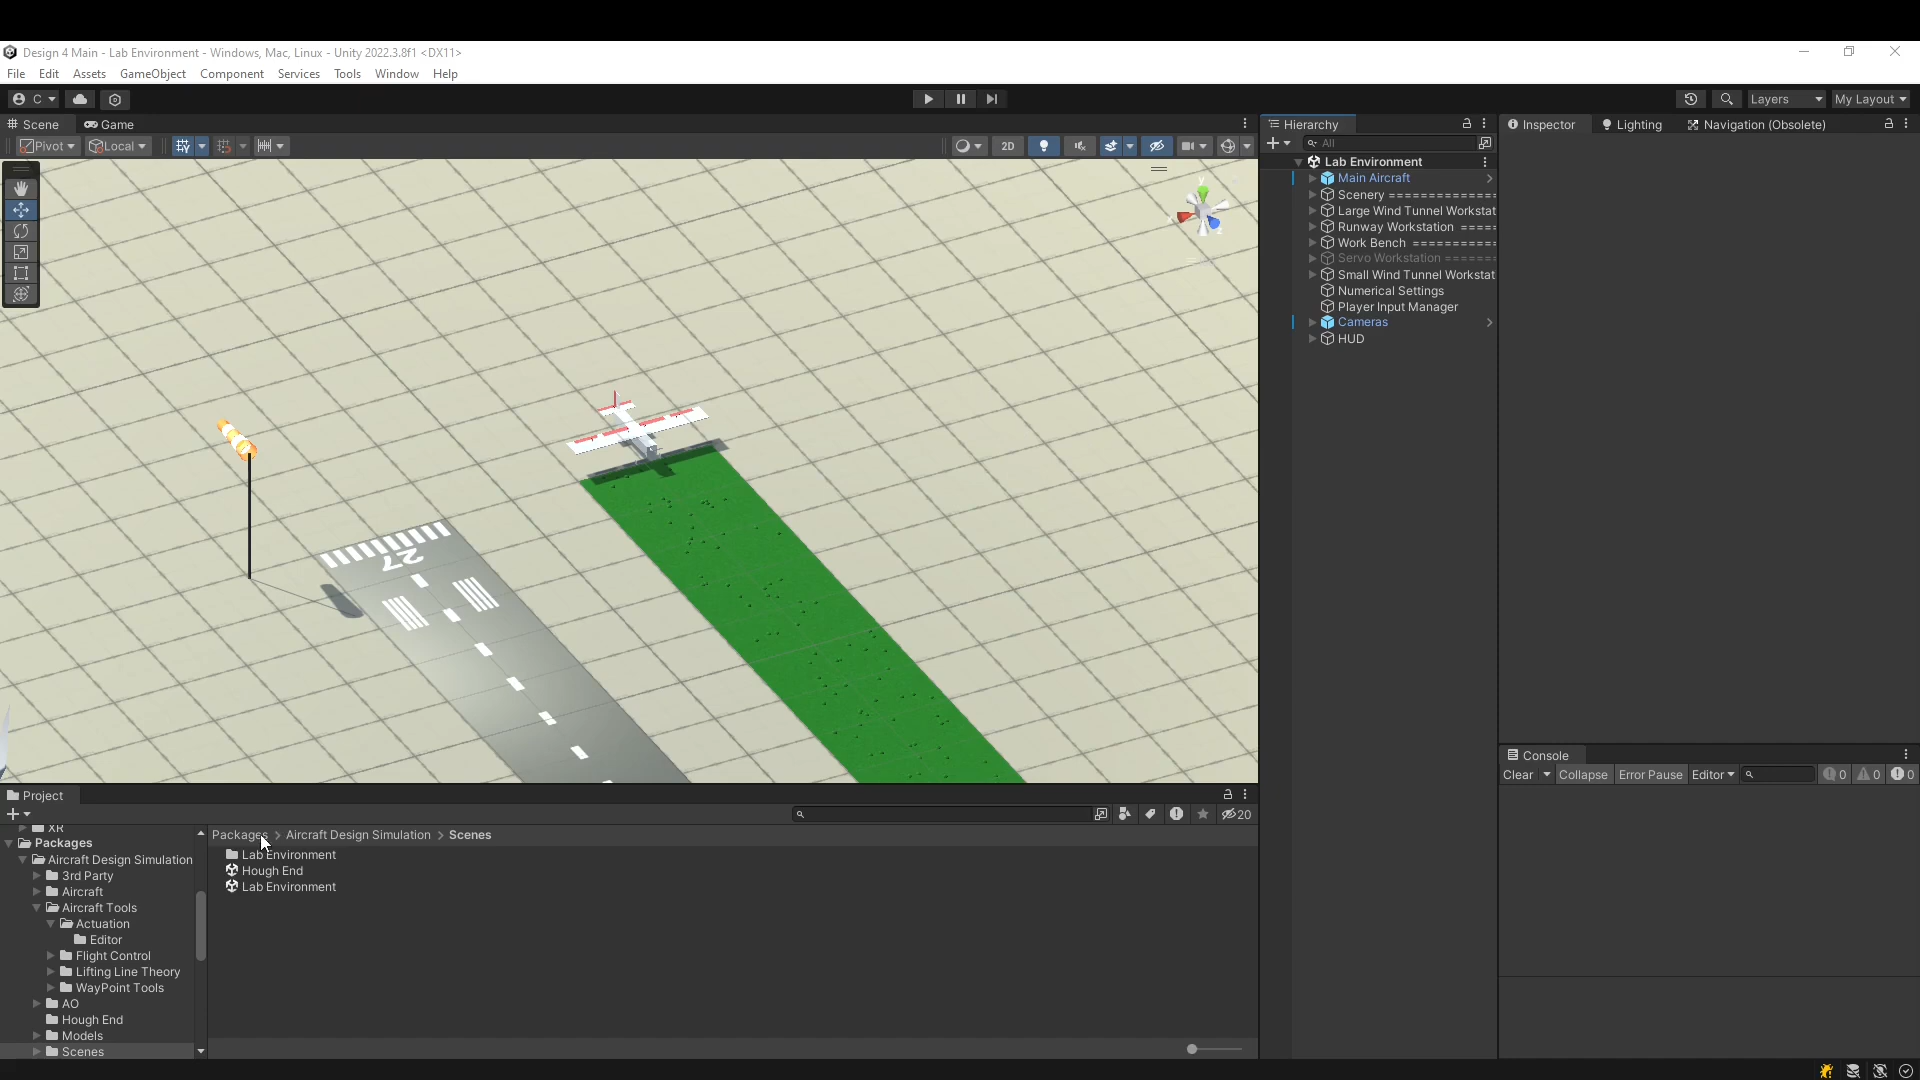 Design 4 Main - Lab Environment - Windows, Mac, Linux - Unity 2022.3.8f1 <DX11>
File Edit Assets GameObject Component Services Tools Window Help
C Layers My Layout
Scene Game
Pivot Local 2D
27
Hierarchy
All
Lab Environment
Main Aircraft
Scenery =============
Large Wind Tunnel Workstat
Runway Workstation ====
Work Bench ==========
Servo Workstation ======
Small Wind Tunnel Workstat
Numerical Settings
Player Input Manager
Cameras
HUD
Inspector Lighting Navigation (Obsolete)
Console
Clear Collapse Error Pause Editor 0 0 0
Project
20
XR
Packages
Aircraft Design Simulation
3rd Party
Aircraft
Aircraft Tools
Actuation
Editor
Flight Control
Lifting Line Theory
WayPoint Tools
AO
Hough End
Models
Scenes
Packages > Aircraft Design Simulation > Scenes
Lab Environment
Hough End
Lab Environment